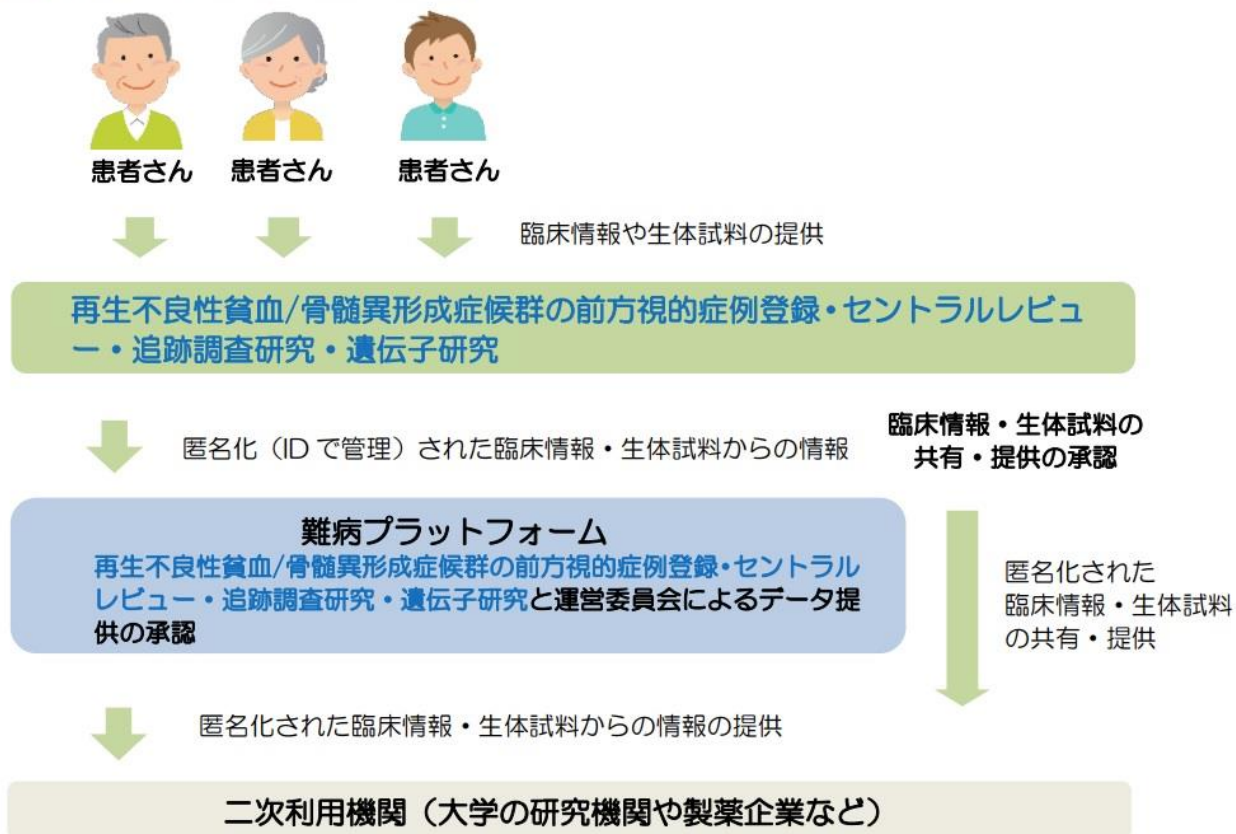 患者さん 患者さん 患者さん
臨床情報や生体試料の提供
再生不良性貧血/骨髄異形成症候群の前方視的症例登録・セントラルレビュ
ー・追跡調査研究・遺伝子研究
匿名化（ID で管理）された臨床情報・生体試料からの情報
臨床情報・生体試料の
共有・提供の承認
難病プラットフォーム
再生不良性貧血/骨髄異形成症候群の前方視的症例登録・セントラル
レビュー・追跡調査研究・遺伝子研究と運営委員会によるデータ提
供の承認
匿名化された
臨床情報・生体試料
の共有・提供
匿名化された臨床情報・生体試料からの情報の提供
二次利用機関（大学の研究機関や製薬企業など）